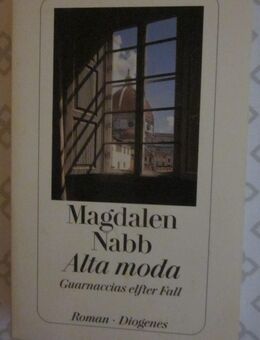 Magdalen
Nabb
Alta moda
Guarnaccias elfter Fall
Roman · Diogenes